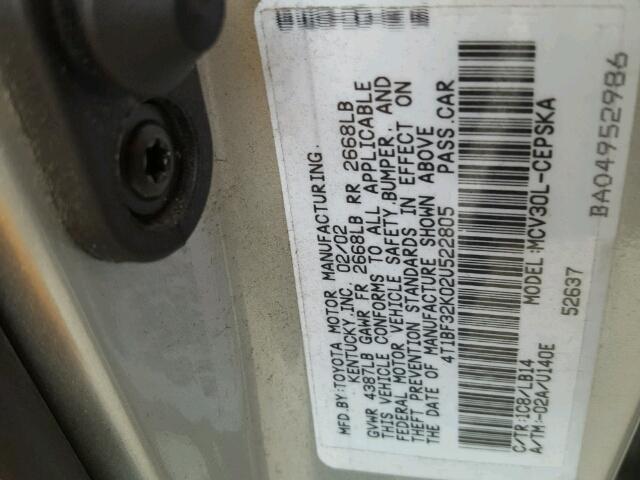 MFD.BY:TOYOTA MOTOR MANUFACTURING.
KENTUCKY,INC. 02/02
GVWR 4387LB GAWR FR 2668LB RR 2668LB
THIS VEHICLE CONFORMS TO ALL APPLICABLE
FEDERAL MOTOR VEHICLE SAFETY,BUMPER, AND
THEFT PREVENTION STANDARDS IN EFFECT ON
DATE OF MANUFACTURE SHOWN ABOVE
4T1BF32K02U522805 PASS.CAR
MODEL:MCV30L-CEPSKA
C/TR:1C8/LB14 52637
A/TM:-02A/U140E
BA04952986